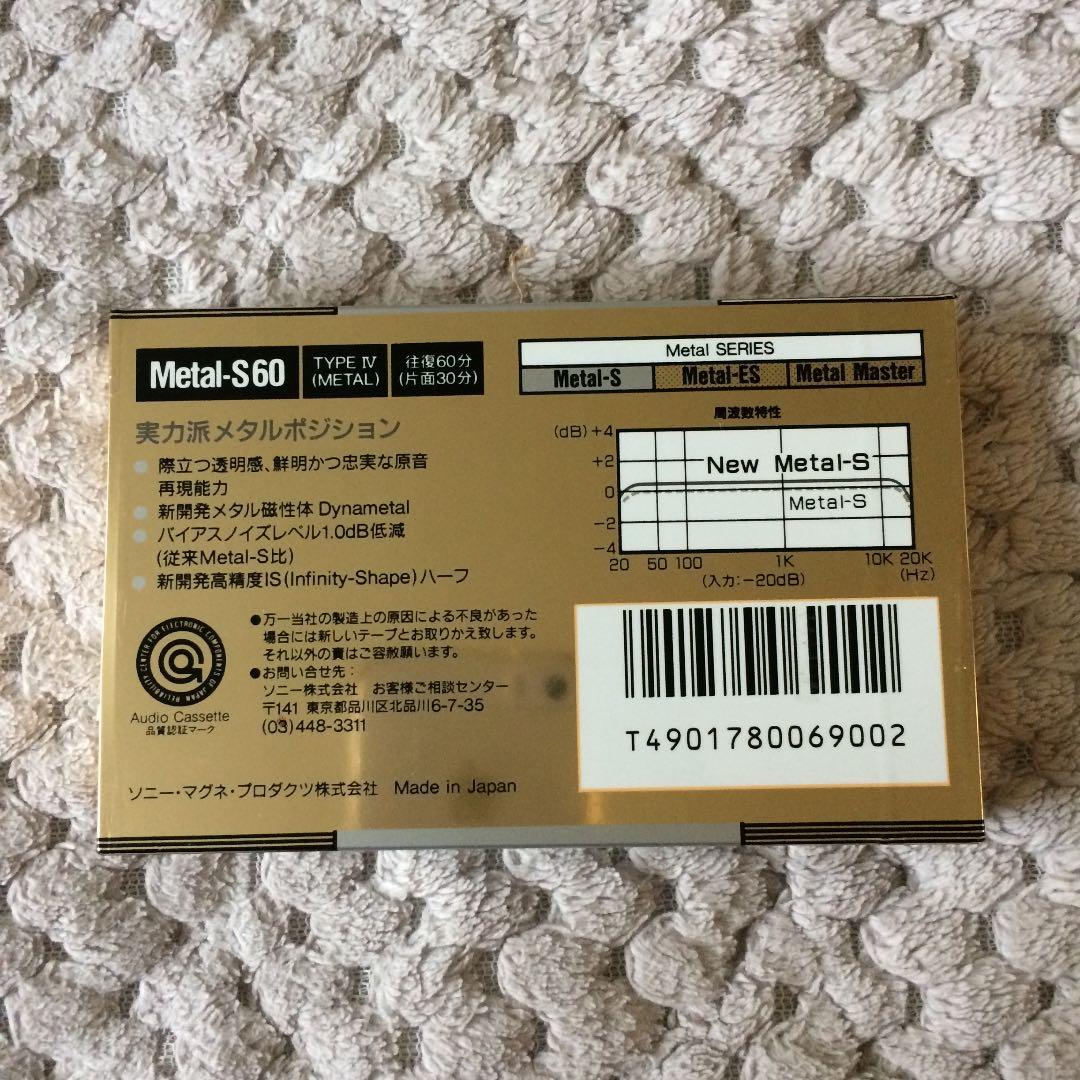 Metal-S60
TYPE IV
(METAL)
往復60分
(片面30分)
Metal SERIES
Metal-S
Metal-ES
Metal Master
実力派メタルポジション
際立つ透明感、鮮明かつ忠実な原音
再現能力
新開発メタル磁性体 Dynametal
バイアスノイズレベル1.0dB低減
(従来Metal-S比)
新開発高精度IS(Infinity-Shape)ハーフ
周波数特性
(dB)
+4
+2
0
-2
-4
New Metal-S
Metal-S
20 50 100 1K 10K 20K
(入力:-20dB) (Hz)
CENTER FOR ELECTRONIC COMPONENTS OF JAPAN RELIABILITY
Audio Cassette
品質認証マーク
●万一当社の製造上の原因による不良があった
場合には新しいテープとお取りかえ致します。
それ以外の責はご容赦願います。
●お問い合せ先:
ソニー株式会社 お客様ご相談センター
〒141 東京都品川区北品川6-7-35
(03)448-3311
T4901780069002
ソニー・マグネ・プロダクツ株式会社 Made in Japan